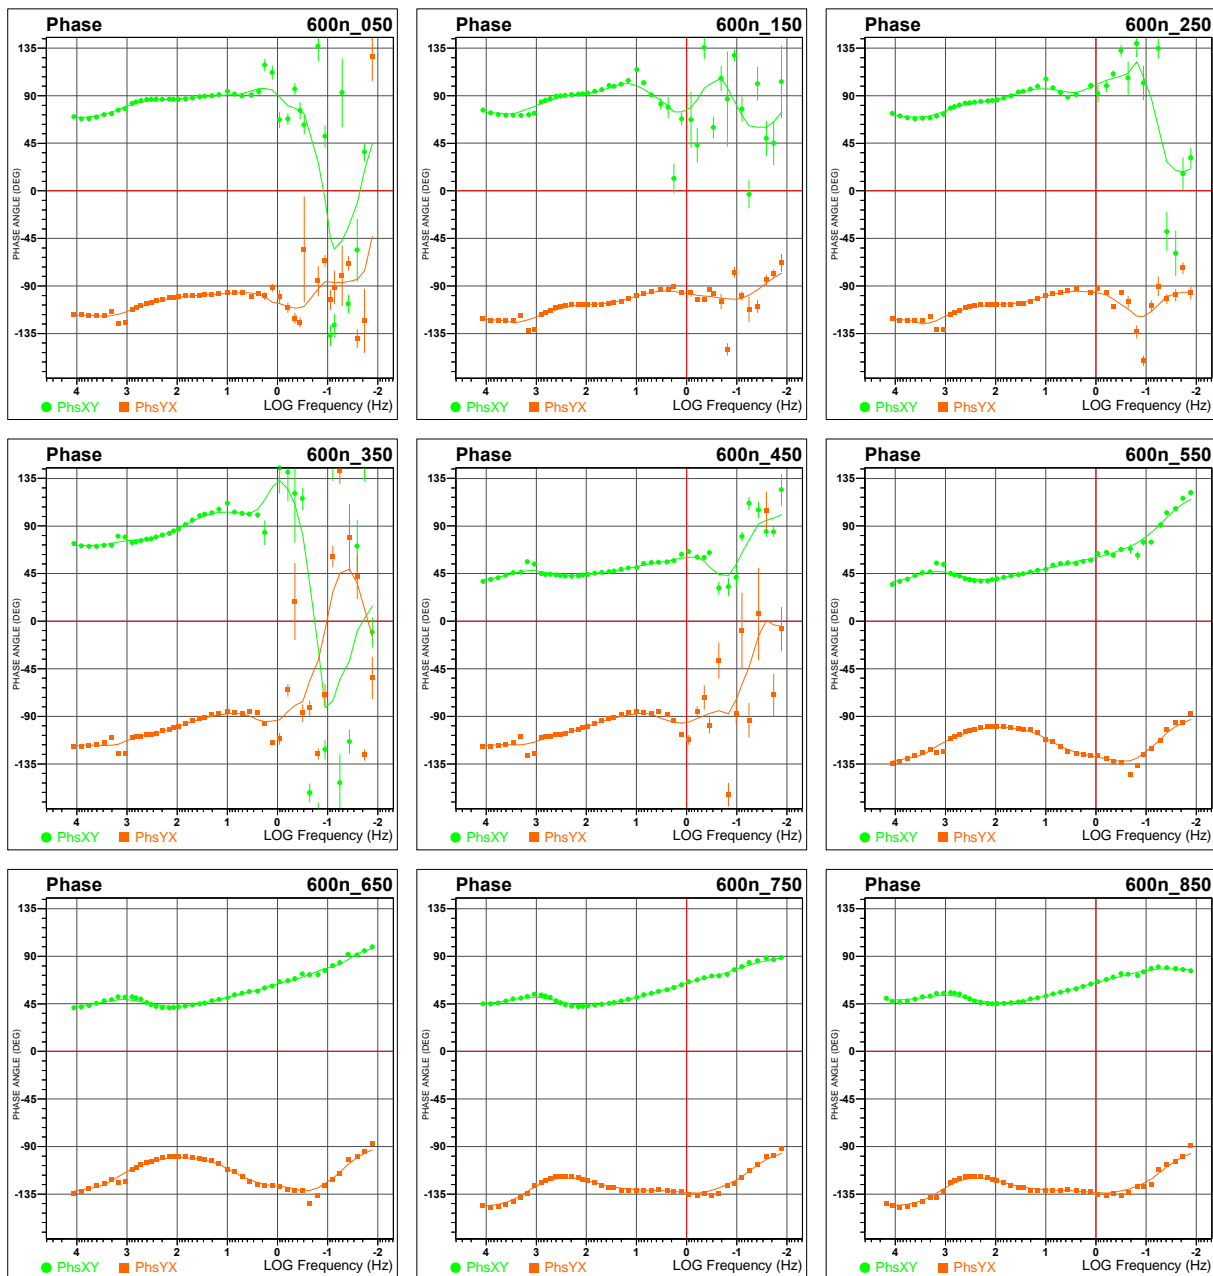 Phase 600n_050
135
90
45
0
-45
-90
-135
PHASE ANGLE (DEG)
4 3 2 1 0 -1 -2
PhsXY PhsYX LOG Frequency (Hz)
Phase 600n_150
135
90
45
0
-45
-90
-135
PHASE ANGLE (DEG)
4 3 2 1 0 -1 -2
PhsXY PhsYX LOG Frequency (Hz)
Phase 600n_250
135
90
45
0
-45
-90
-135
PHASE ANGLE (DEG)
4 3 2 1 0 -1 -2
PhsXY PhsYX LOG Frequency (Hz)
Phase 600n_350
135
90
45
0
-45
-90
-135
PHASE ANGLE (DEG)
4 3 2 1 0 -1 -2
PhsXY PhsYX LOG Frequency (Hz)
Phase 600n_450
135
90
45
0
-45
-90
-135
PHASE ANGLE (DEG)
4 3 2 1 0 -1 -2
PhsXY PhsYX LOG Frequency (Hz)
Phase 600n_550
135
90
45
0
-45
-90
-135
PHASE ANGLE (DEG)
4 3 2 1 0 -1 -2
PhsXY PhsYX LOG Frequency (Hz)
Phase 600n_650
135
90
45
0
-45
-90
-135
PHASE ANGLE (DEG)
4 3 2 1 0 -1 -2
PhsXY PhsYX LOG Frequency (Hz)
Phase 600n_750
135
90
45
0
-45
-90
-135
PHASE ANGLE (DEG)
4 3 2 1 0 -1 -2
PhsXY PhsYX LOG Frequency (Hz)
Phase 600n_850
135
90
45
0
-45
-90
-135
PHASE ANGLE (DEG)
4 3 2 1 0 -1 -2
PhsXY PhsYX LOG Frequency (Hz)